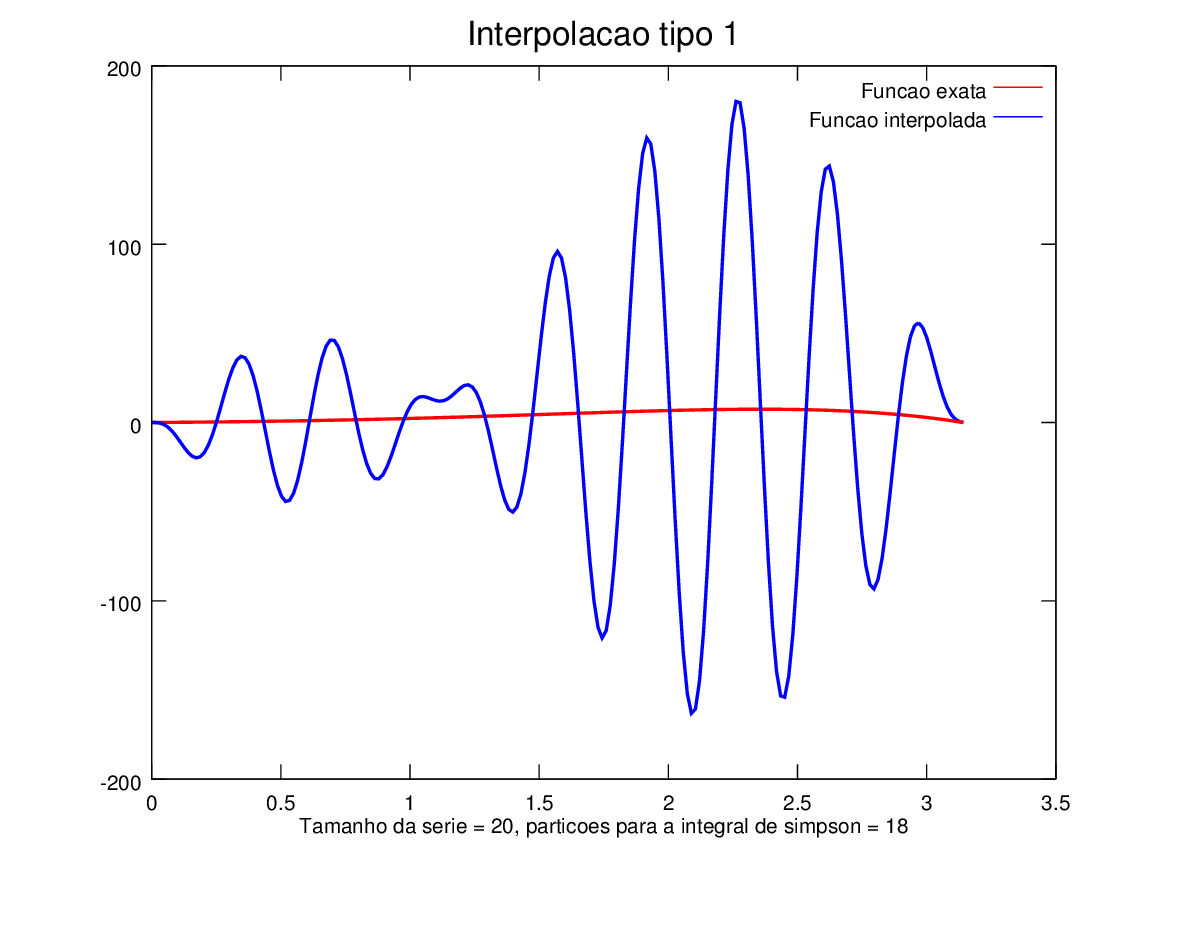 Interpolacao tipo 1
200
Funcao exata
Funcao interpolada
100
0
-100
-200
0 0.5 1 1.5 2 2.5 3 3.5
Tamanho da serie = 20, particoes para a integral de simpson = 18